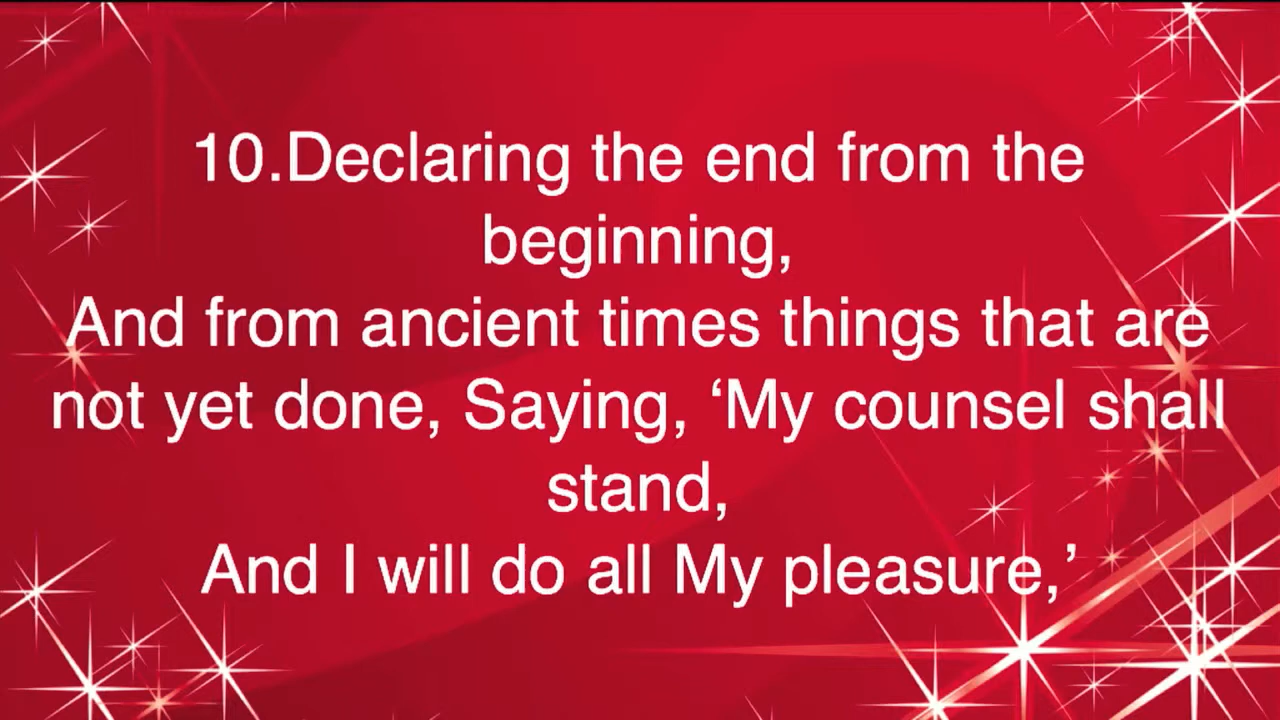 10.Declaring the end from the
beginning,
And from ancient times things that are
not yet done, Saying, ‘My counsel shall
stand,
And I will do all My pleasure,’